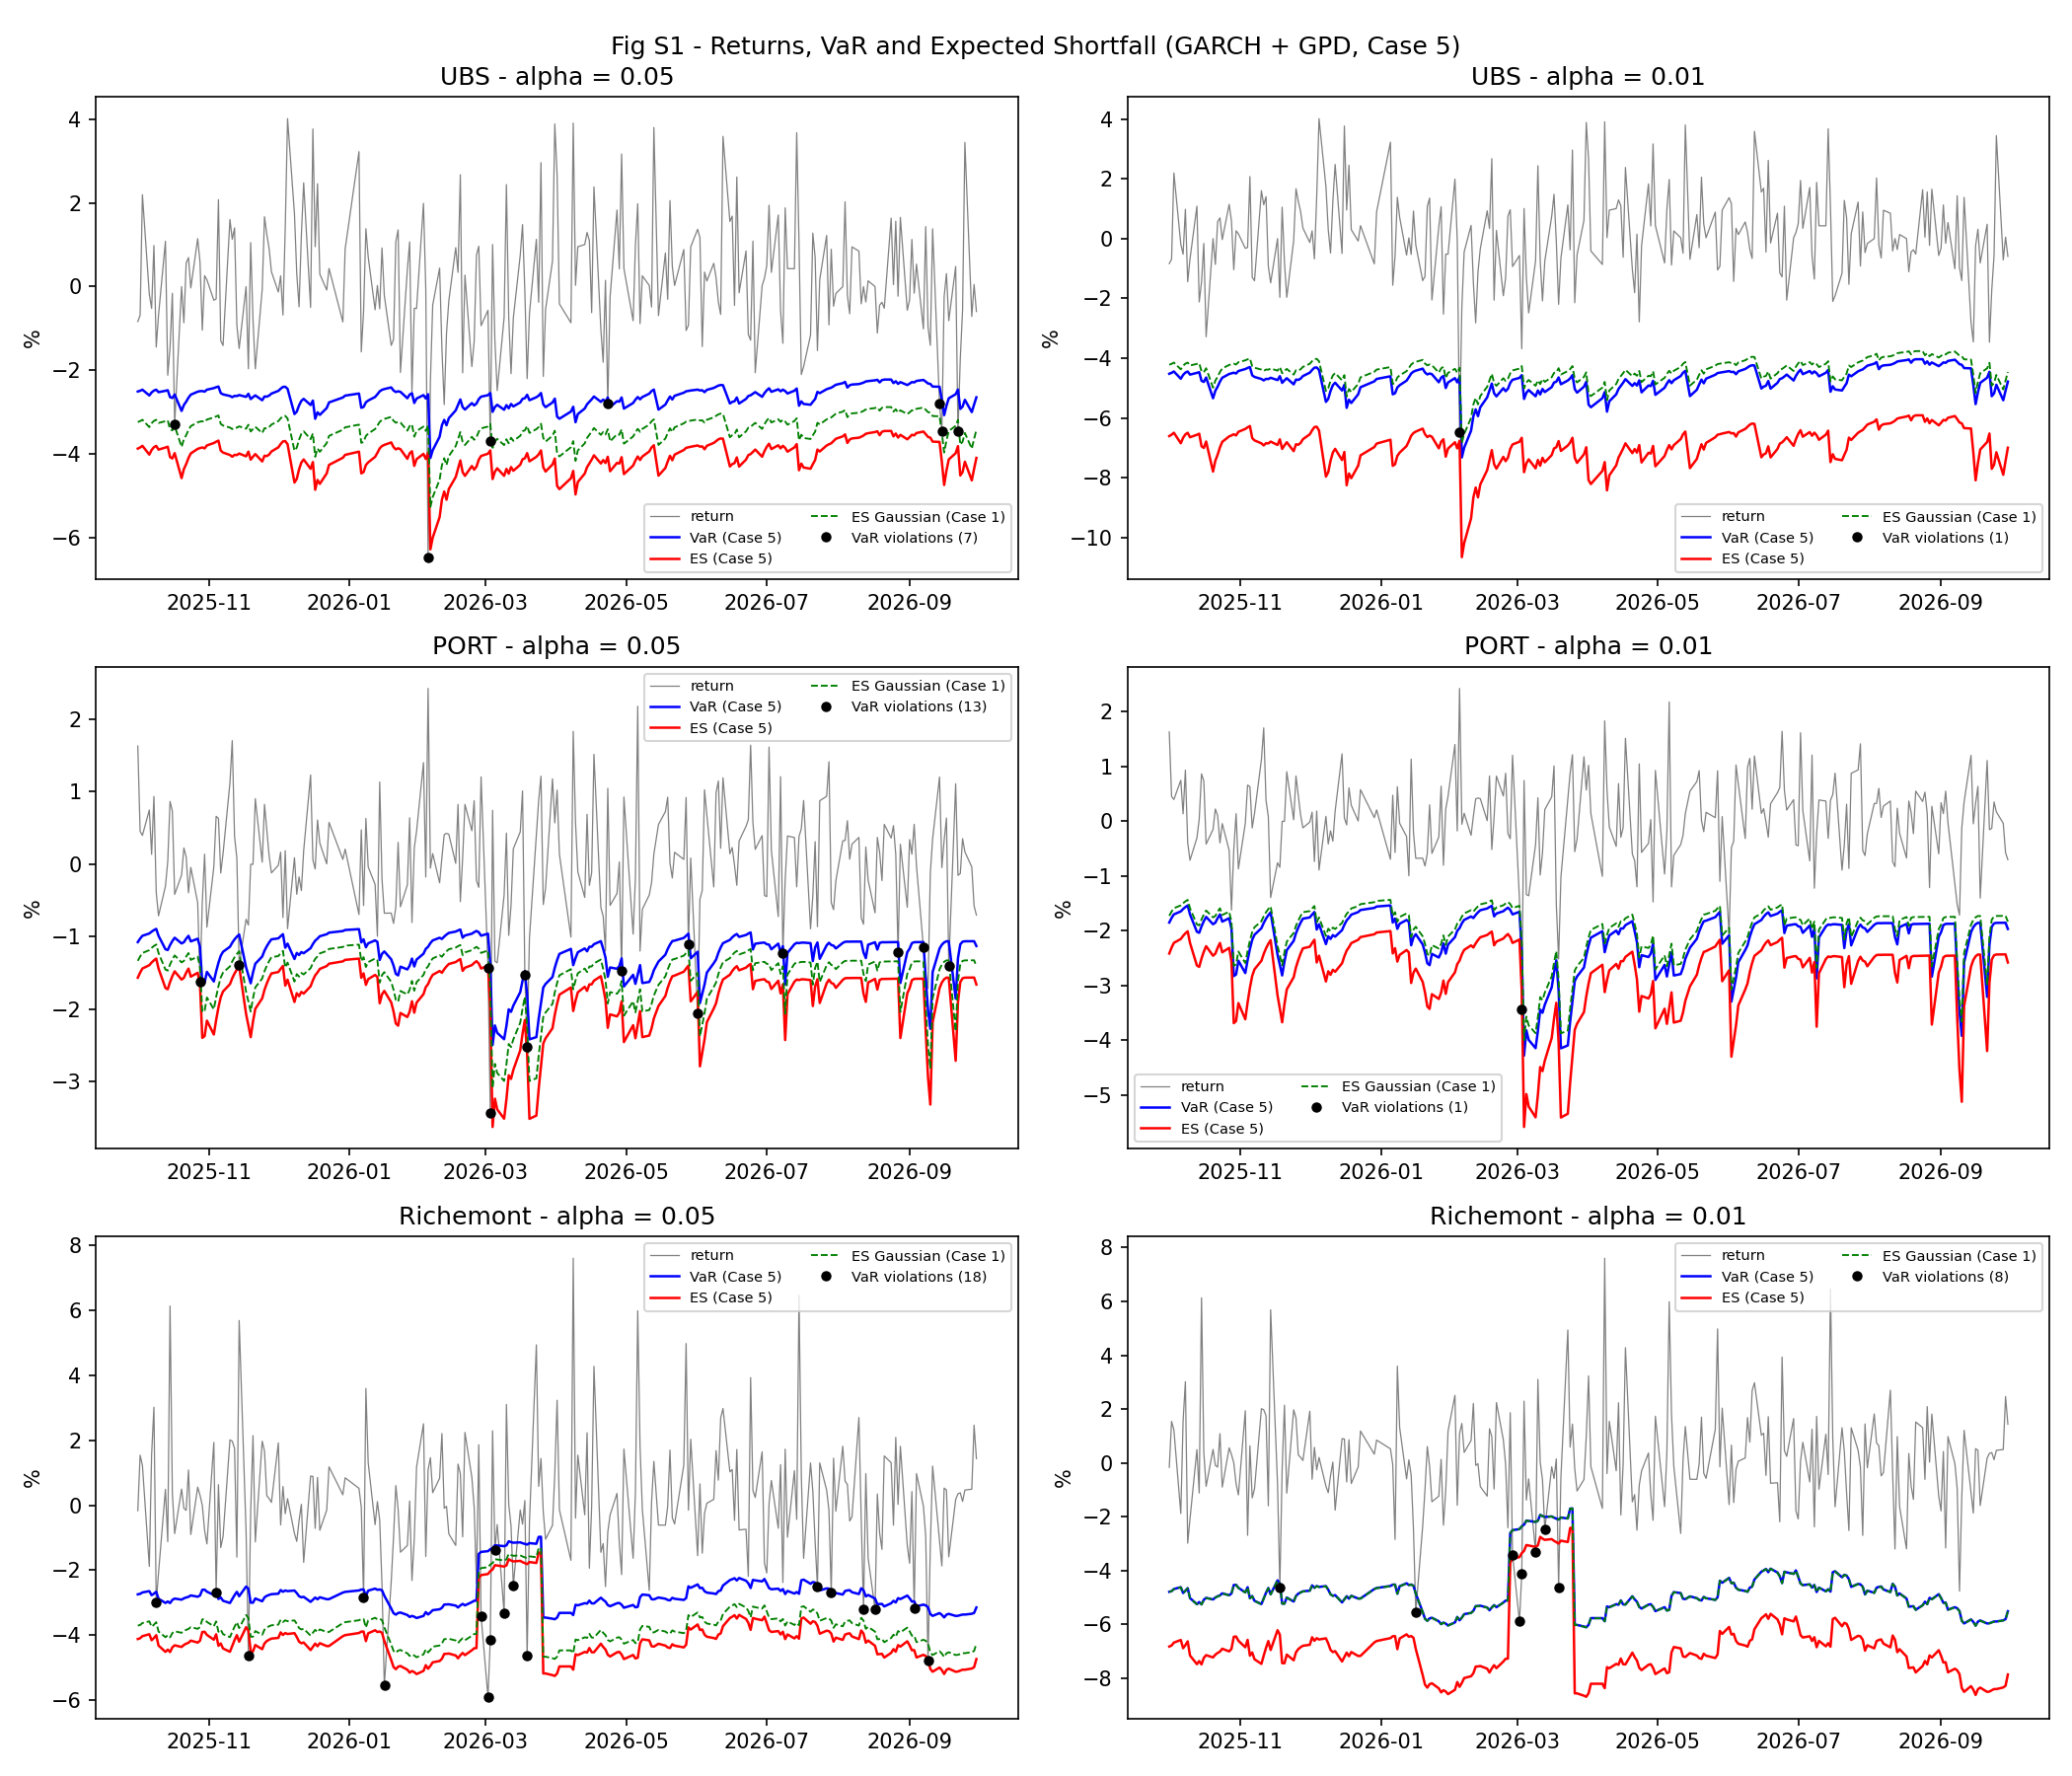 Fig S1 - Returns, VaR and Expected Shortfall (GARCH + GPD, Case 5)
UBS - alpha = 0.05
4
2
0
−2
−4
−6
%
return
VaR (Case 5)
ES (Case 5)
ES Gaussian (Case 1)
VaR violations (7)
2025-11 2026-01 2026-03 2026-05 2026-07 2026-09
UBS - alpha = 0.01
4
2
0
−2
−4
−6
−8
−10
%
return
VaR (Case 5)
ES (Case 5)
ES Gaussian (Case 1)
VaR violations (1)
2025-11 2026-01 2026-03 2026-05 2026-07 2026-09
PORT - alpha = 0.05
2
1
0
−1
−2
−3
%
return
VaR (Case 5)
ES (Case 5)
ES Gaussian (Case 1)
VaR violations (13)
2025-11 2026-01 2026-03 2026-05 2026-07 2026-09
PORT - alpha = 0.01
2
1
0
−1
−2
−3
−4
−5
%
return
VaR (Case 5)
ES (Case 5)
ES Gaussian (Case 1)
VaR violations (1)
2025-11 2026-01 2026-03 2026-05 2026-07 2026-09
Richemont - alpha = 0.05
8
6
4
2
0
−2
−4
−6
%
return
VaR (Case 5)
ES (Case 5)
ES Gaussian (Case 1)
VaR violations (18)
2025-11 2026-01 2026-03 2026-05 2026-07 2026-09
Richemont - alpha = 0.01
8
6
4
2
0
−2
−4
−6
−8
%
return
VaR (Case 5)
ES (Case 5)
ES Gaussian (Case 1)
VaR violations (8)
2025-11 2026-01 2026-03 2026-05 2026-07 2026-09